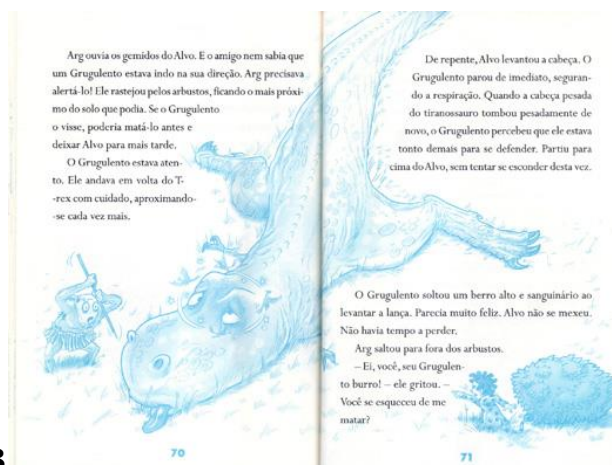 Arg ouvia os gemidos do Alvo. E o amigo nem sabia que
um Grugulento estava indo na sua direção. Arg precisava
alertá-lo! Ele rastejou pelos arbustos, ficando o mais próxi-
mo do solo que podia. Se o Grugulento
o visse, poderia matá-lo antes e
deixar Alvo para mais tarde.
O Grugulento estava aten-
to. Ele andava em volta do T-
-rex com cuidado, aproximando-
-se cada vez mais.
70
De repente, Alvo levantou a cabeça. O
Grugulento parou de imediato, seguran-
do a respiração. Quando a cabeça pesada
do tiranossauro tombou pesadamente de
novo, o Grugulento percebeu que ele estava
tonto demais para se defender. Partiu para
cima do Alvo, sem tentar se esconder desta vez.
O Grugulento soltou um berro alto e sanguinário ao
levantar a lança. Parecia muito feliz. Alvo não se mexeu.
Não havia tempo a perder.
Arg saltou para fora dos arbustos.
– Ei, você, seu Grugulen-
to burro! – ele gritou. –
Você se esqueceu de me
matar?
71